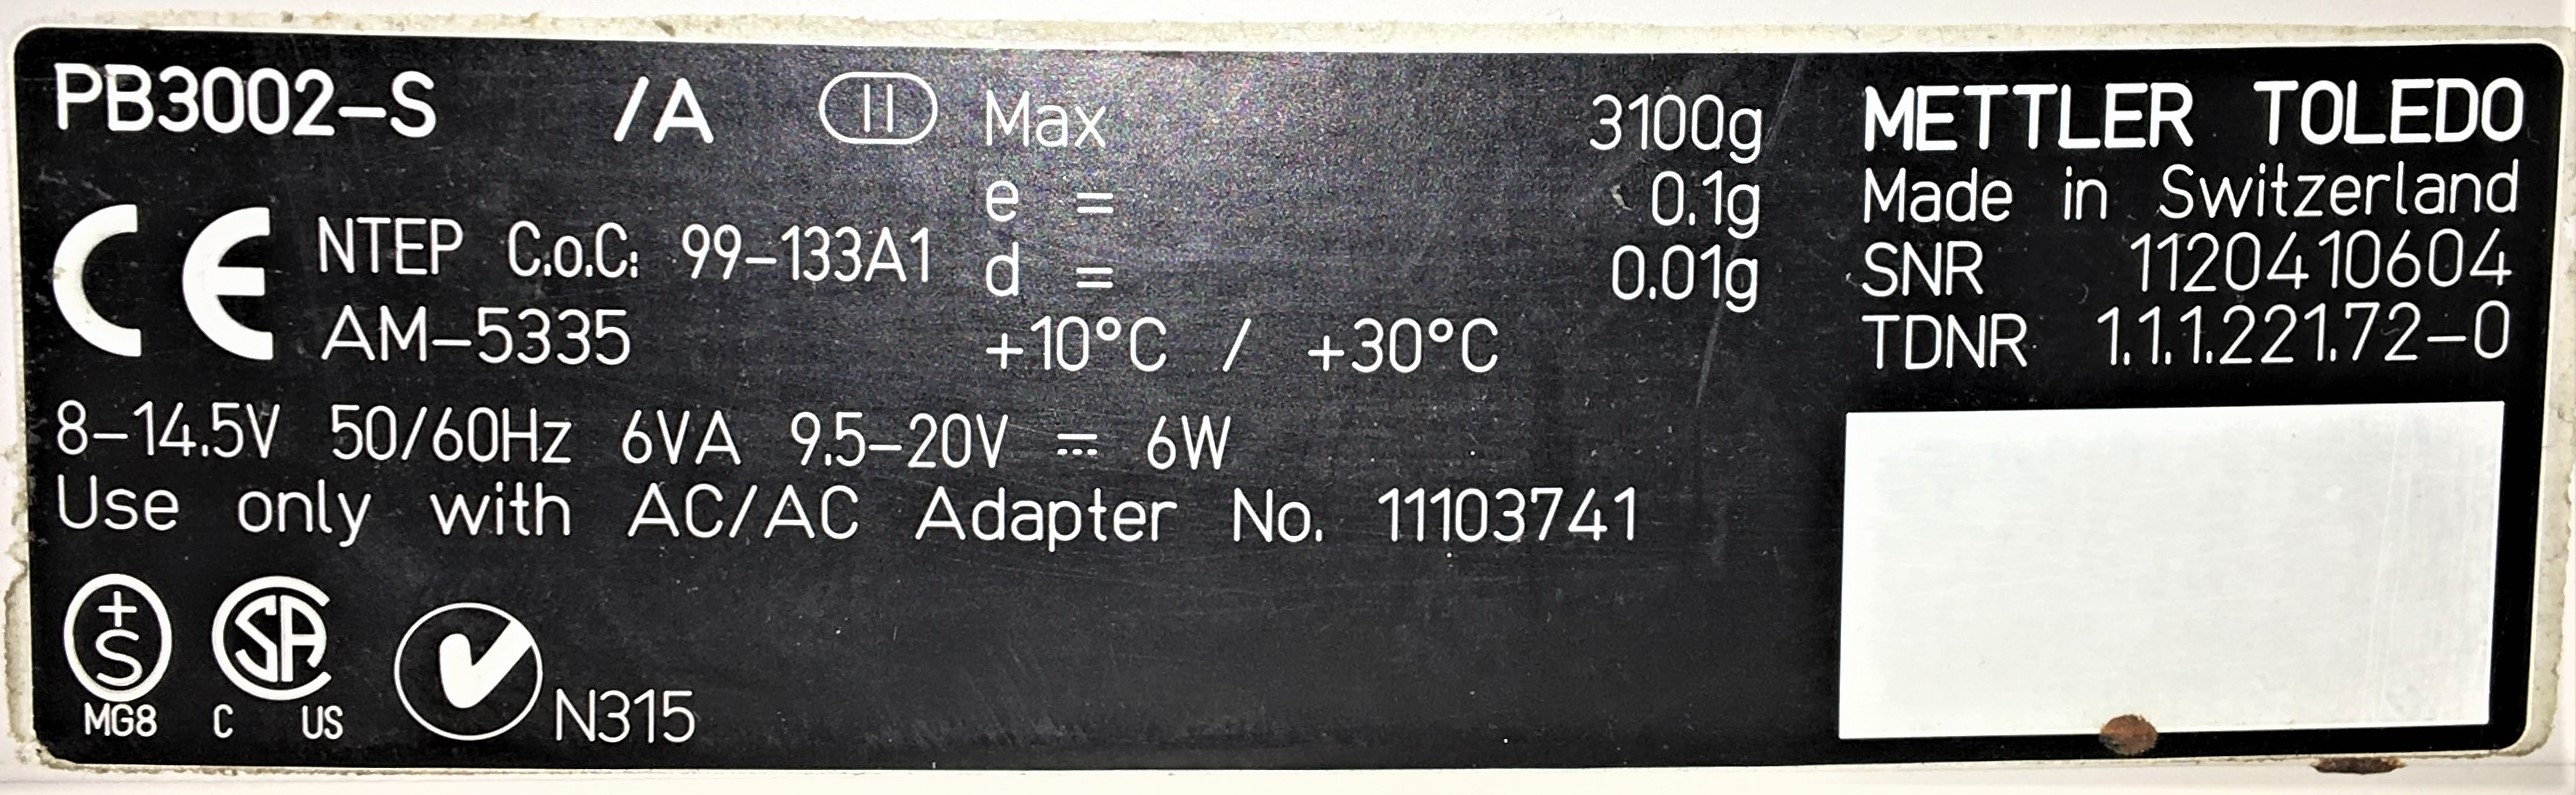 PB3002-S /A II Max 3100g
e = 0.1g
d = 0.01g
+10°C / +30°C
CE NTEP C.o.C: 99-133A1
AM-5335
8-14.5V 50/60Hz 6VA 9.5-20V ⎓ 6W
Use only with AC/AC Adapter No. 11103741
+S
MG8
SA
C US
N315
METTLER TOLEDO
Made in Switzerland
SNR 1120410604
TDNR 1.1.1.221.72-0